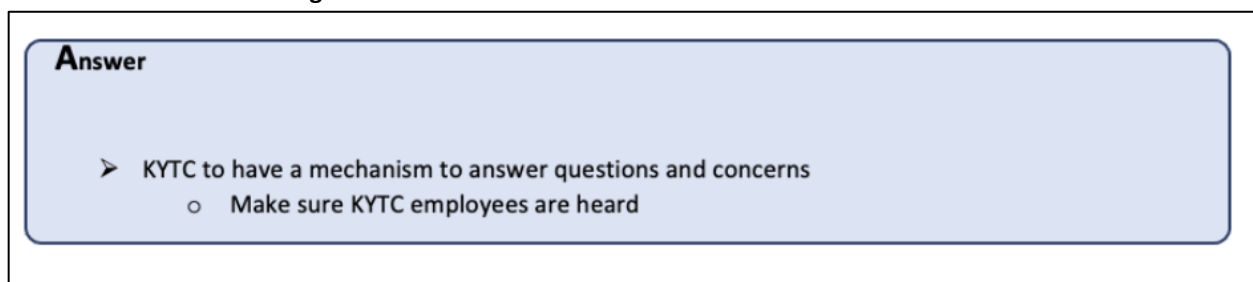 Answer
➢ KYTC to have a mechanism to answer questions and concerns
o Make sure KYTC employees are heard